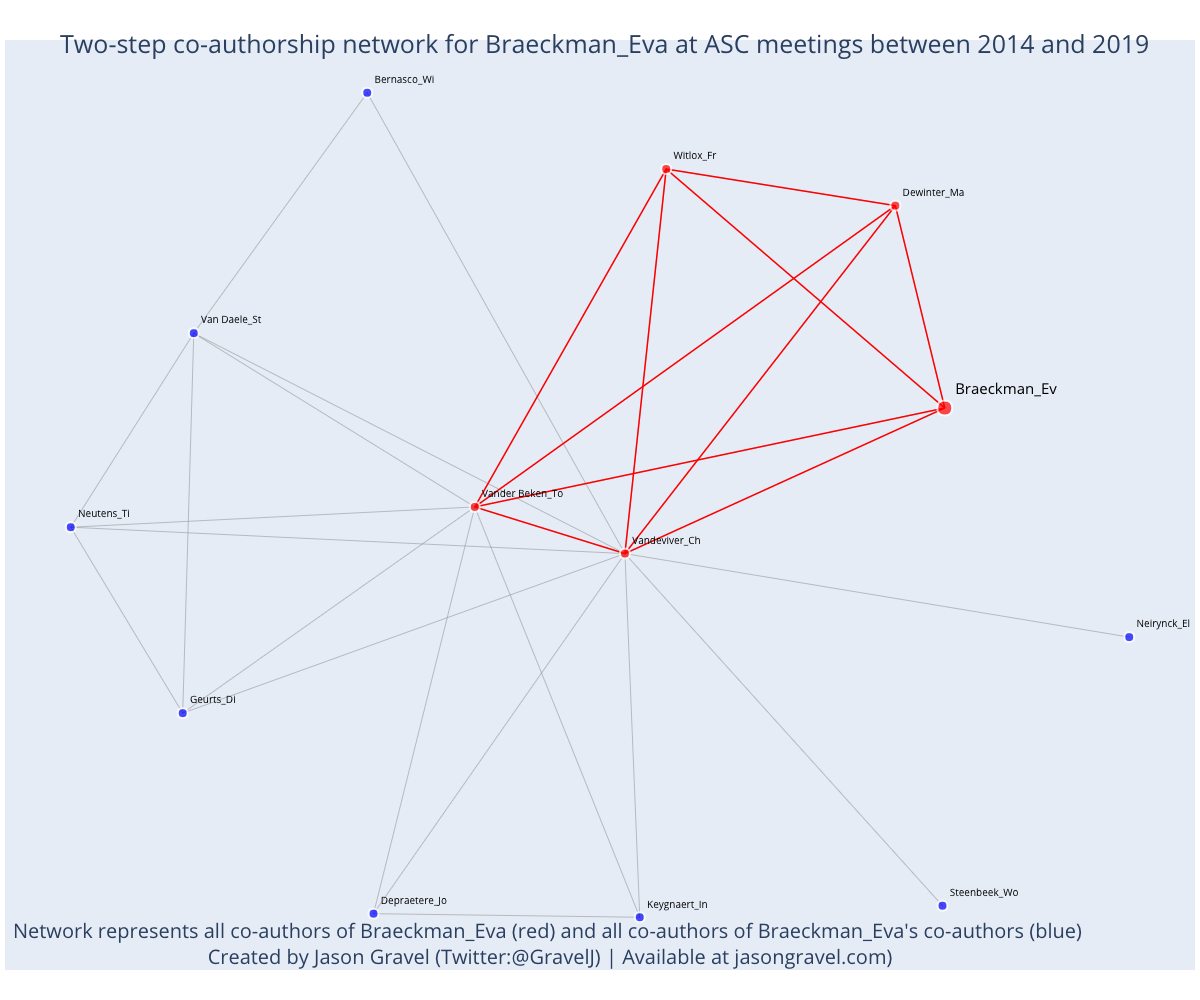 Two-step co-authorship network for Braeckman_Eva at ASC meetings between 2014 and 2019
Bernasco_Wi
Witlox_Fr
Dewinter_Ma
Van Daele_St
Braeckman_Ev
Vander Beken_To
Neutens_Ti
Vandeviver_Ch
Neirynck_El
Geurts_Di
Steenbeek_Wo
Depraetere_Jo
Keygnaert_In
Network represents all co-authors of Braeckman_Eva (red) and all co-authors of Braeckman_Eva's co-authors (blue)
Created by Jason Gravel (Twitter:@GravelJ) | Available at jasongravel.com)